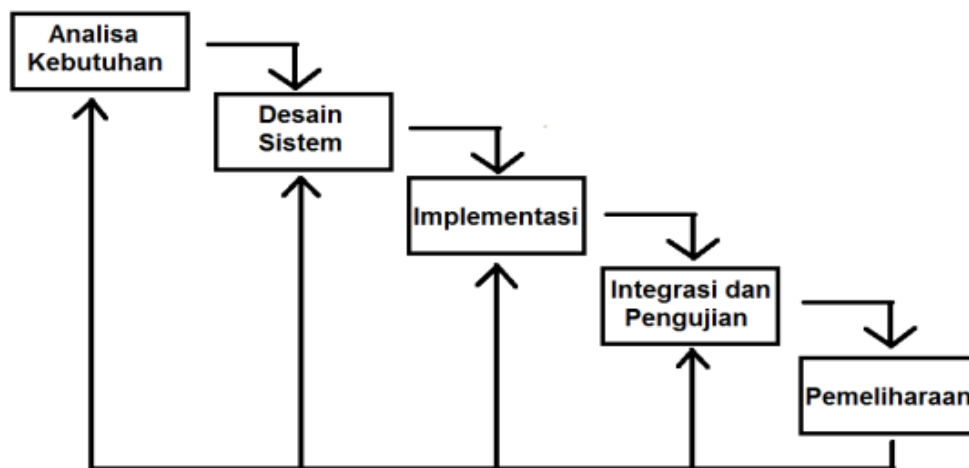 Analisa
Kebutuhan
Desain
Sistem
Implementasi
Integrasi dan
Pengujian
Pemeliharaan